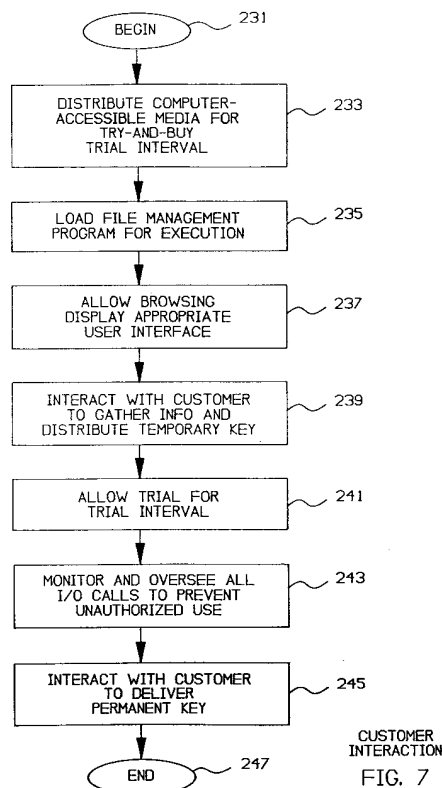 BEGIN
231
DISTRIBUTE COMPUTER-
ACCESSIBLE MEDIA FOR
TRY-AND-BUY
TRIAL INTERVAL
233
LOAD FILE MANAGEMENT
PROGRAM FOR EXECUTION
235
ALLOW BROWSING
DISPLAY APPROPRIATE
USER INTERFACE
237
INTERACT WITH CUSTOMER
TO GATHER INFO AND
DISTRIBUTE TEMPORARY KEY
239
ALLOW TRIAL FOR
TRIAL INTERVAL
241
MONITOR AND OVERSEE ALL
I/O CALLS TO PREVENT
UNAUTHORIZED USE
243
INTERACT WITH CUSTOMER
TO DELIVER
PERMANENT KEY
245
END
247
CUSTOMER
INTERACTION
FIG. 7